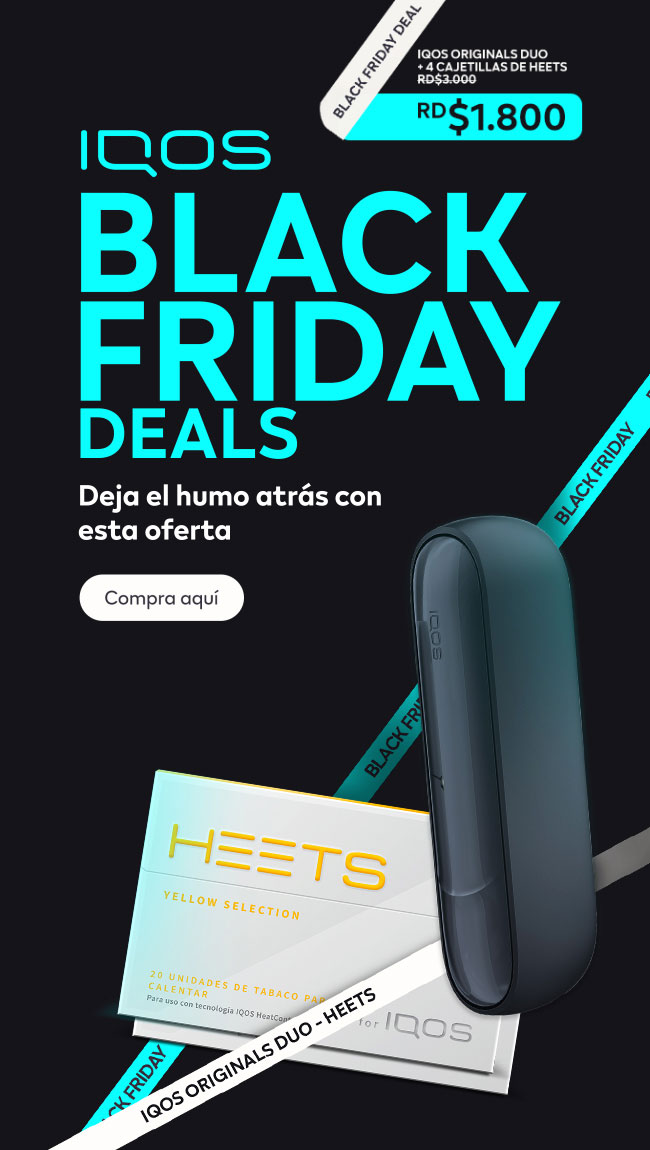 BLACK FRIDAY DEAL
IQOS ORIGINALS DUO
+ 4 CAJETILLAS DE HEETS
RD$3.000
RD$1.800
IQOS
BLACK
FRIDAY
DEALS
Deja el humo atrás con
esta oferta
Compra aquí
BLACK FRIDAY
IQOS
BLACK FRI
HEETS
YELLOW SELECTION
20 UNIDADES DE TABACO
CALENTAR
Para uso con tecnología IQOS
for IQOS
IQOS ORIGINALS DUO - HEETS
CK FRIDAY